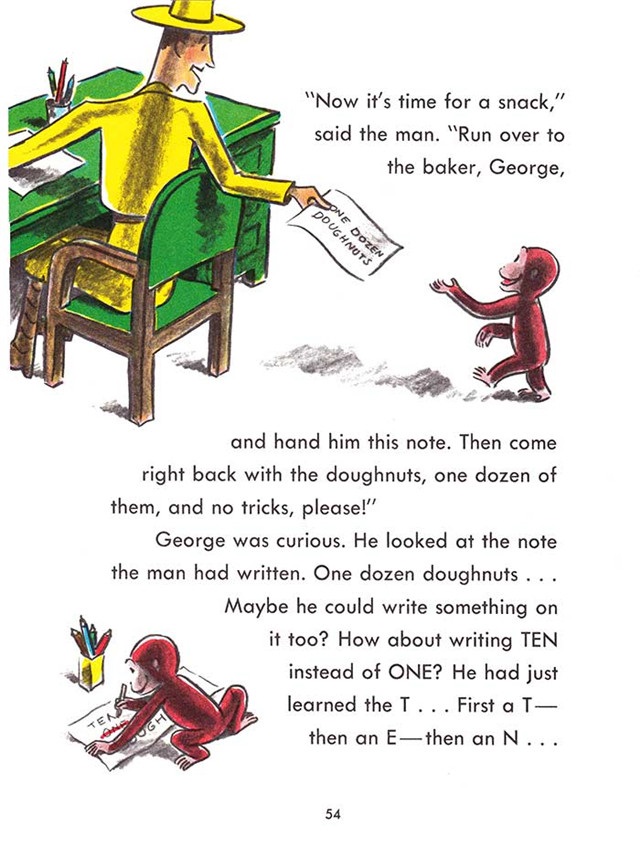 "Now it's time for a snack,"
said the man. "Run over to
the baker, George,
ONE DOZEN
DOUGHNUTS
and hand him this note. Then come
right back with the doughnuts, one dozen of
them, and no tricks, please!"
George was curious. He looked at the note
the man had written. One dozen doughnuts . . .
Maybe he could write something on
it too? How about writing TEN
instead of ONE? He had just
learned the T . . . First a T—
then an E—then an N . . .
TEN
ONE
OUGH
54